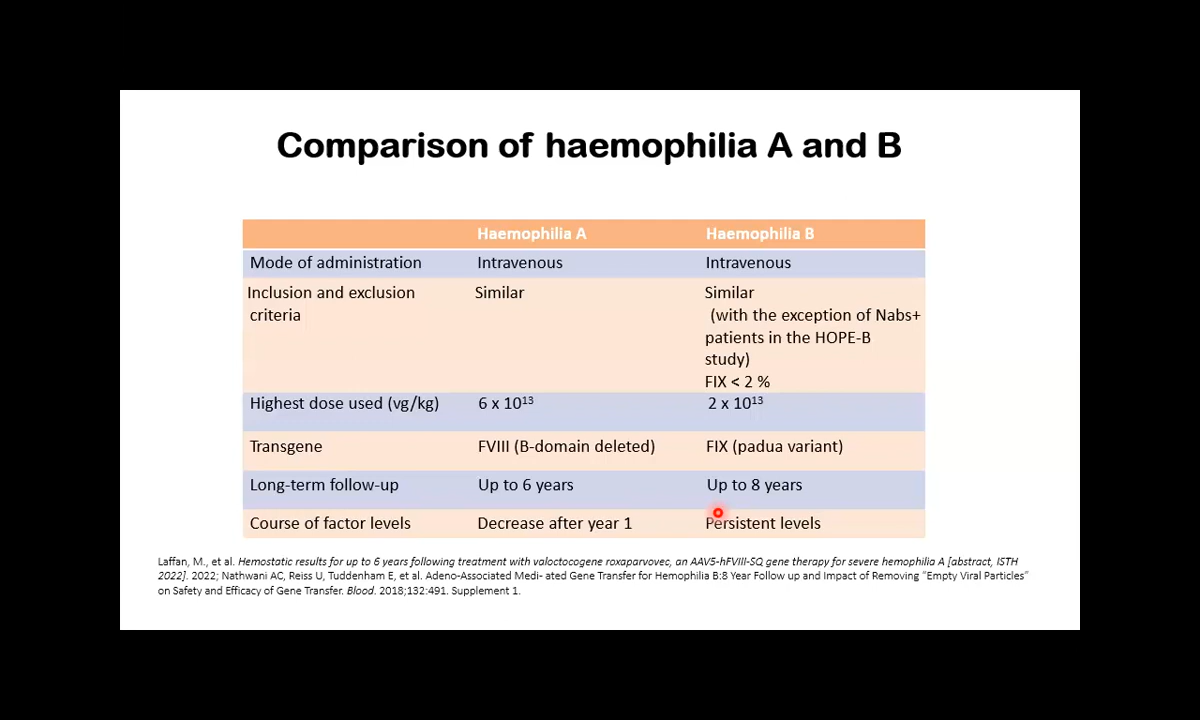 Comparison of haemophilia A and B
Haemophilia A Haemophilia B
Mode of administration Intravenous Intravenous
Inclusion and exclusion Similar Similar
criteria (with the exception of Nabs+
patients in the HOPE-B
study)
FIX < 2 %
Highest dose used (vg/kg) 6 x 10¹³ 2 x 10¹³
Transgene FVIII (B-domain deleted) FIX (padua variant)
Long-term follow-up Up to 6 years Up to 8 years
Course of factor levels Decrease after year 1 Persistent levels
Laffan, M., et al. Hemostatic results for up to 6 years following treatment with valoctocogene roxaparvovec, an AAV5-hFVIII-SQ gene therapy for severe hemophilia A [abstract, ISTH
2022]. 2022; Nathwani AC, Reiss U, Tuddenham E, et al. Adeno-Associated Medi- ated Gene Transfer for Hemophilia B:8 Year Follow up and Impact of Removing “Empty Viral Particles”
on Safety and Efficacy of Gene Transfer. Blood. 2018;132:491. Supplement 1.